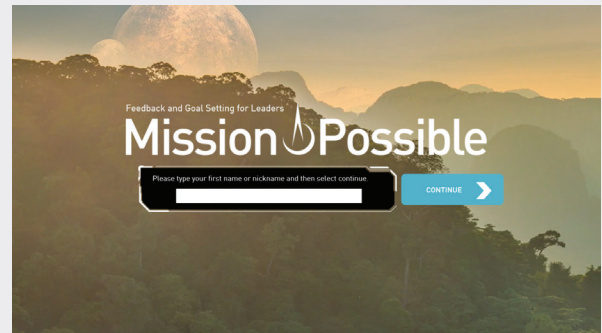 Feedback and Goal Setting for Leaders
Mission Possible
Please type your first name or nickname and then select continue.
CONTINUE